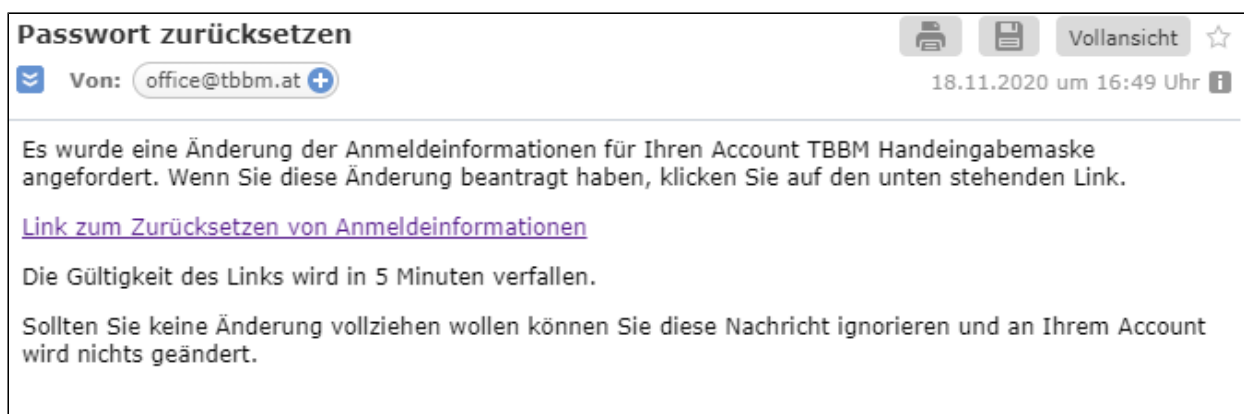 Passwort zurücksetzen
Vollansicht
Von: office@tbbm.at
18.11.2020 um 16:49 Uhr
Es wurde eine Änderung der Anmeldeinformationen für Ihren Account TBBM Handeingabemaske
angefordert. Wenn Sie diese Änderung beantragt haben, klicken Sie auf den unten stehenden Link.
Link zum Zurücksetzen von Anmeldeinformationen
Die Gültigkeit des Links wird in 5 Minuten verfallen.
Sollten Sie keine Änderung vollziehen wollen können Sie diese Nachricht ignorieren und an Ihrem Account
wird nichts geändert.